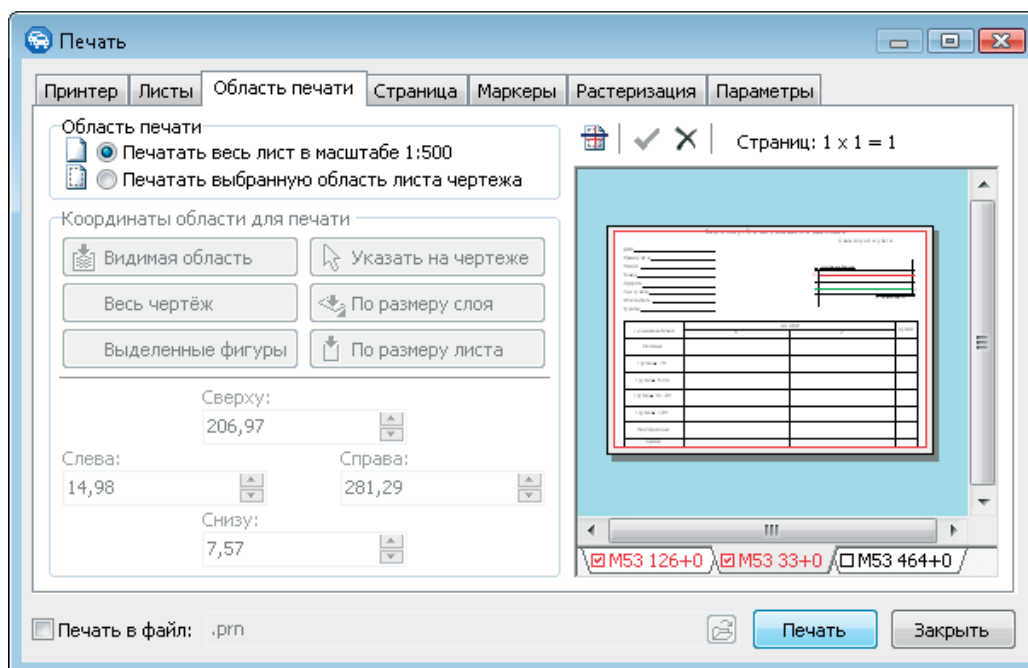 Печать
Принтер Листы Область печати Страница Маркеры Растеризация Параметры
Область печати
Печатать весь лист в масштабе 1:500
Печатать выбранную область листа чертежа
Координаты области для печати
Видимая область Указать на чертеже
Весь чертёж По размеру слоя
Выделенные фигуры По размеру листа
Сверху:
206,97
Слева: Справа:
14,98 281,29
Снизу:
7,57
Страниц: 1 x 1 = 1
М53 126+0 М53 33+0 М53 464+0
Печать в файл: .prn Печать Закрыть